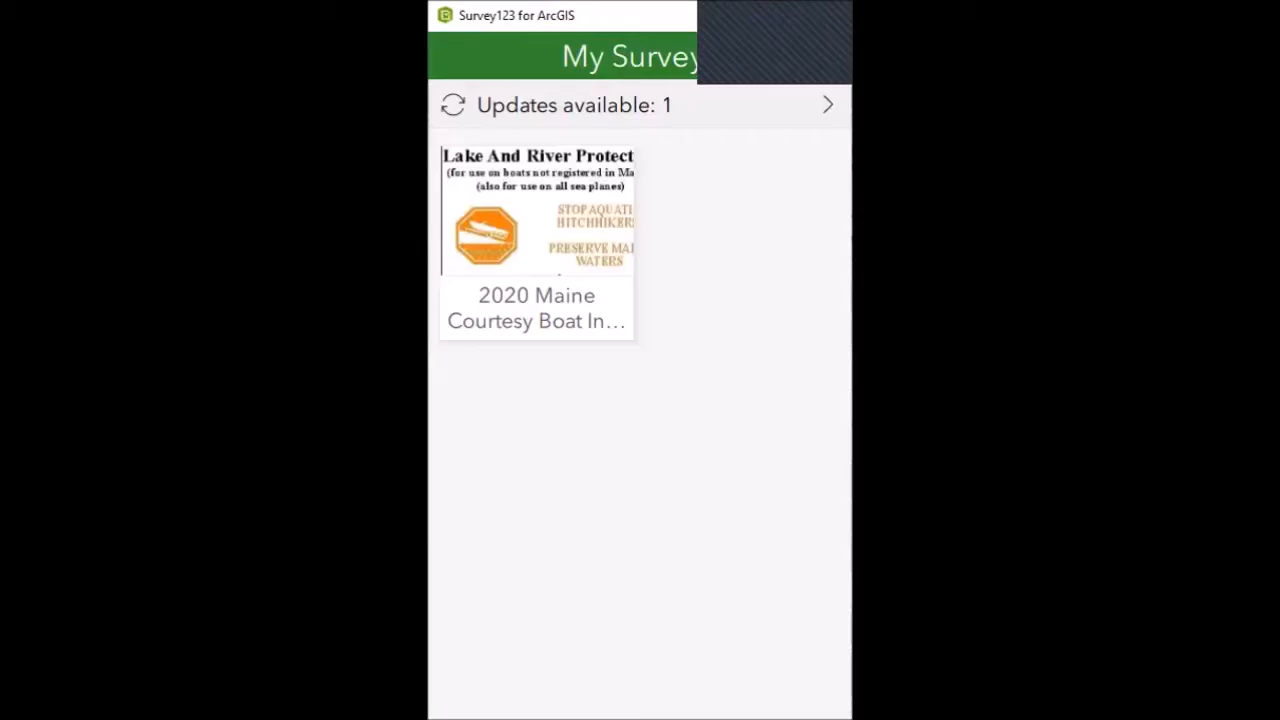 Survey123 for ArcGIS
My Survey
Updates available: 1
Lake And River Protect
(for use on boats not registered in Ma
(also for use on all sea planes)
STOP AQUATI
HITCHHIKERS
PRESERVE MAI
WATERS
2020 Maine
Courtesy Boat In…